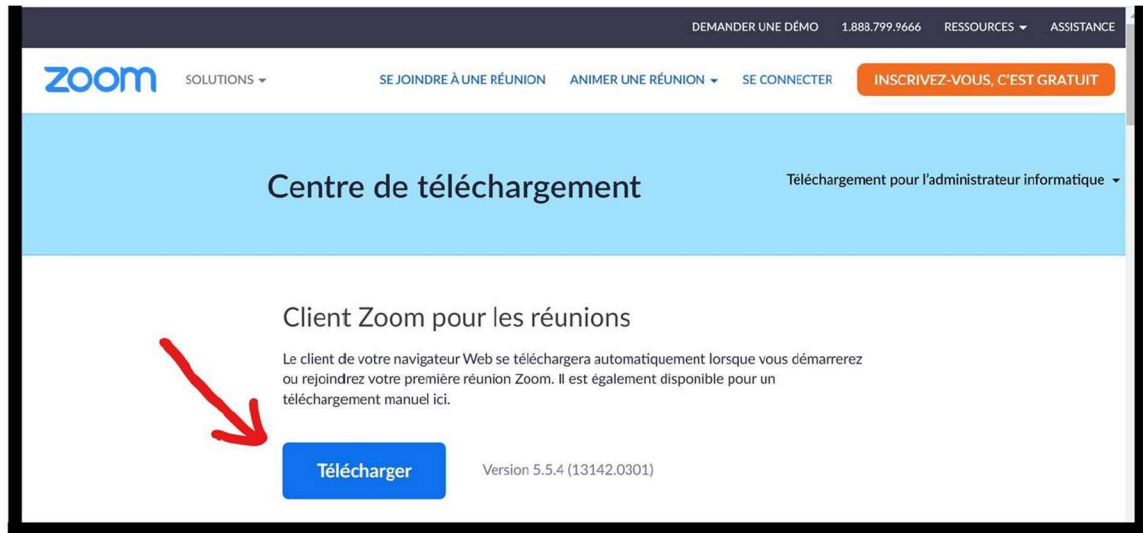 DEMANDER UNE DÉMO 1.888.799.9666 RESSOURCES ASSISTANCE
zoom SOLUTIONS SE JOINDRE À UNE RÉUNION ANIMER UNE RÉUNION SE CONNECTER INSCRIVEZ-VOUS, C'EST GRATUIT
Centre de téléchargement
Téléchargement pour l'administrateur informatique
Client Zoom pour les réunions
Le client de votre navigateur Web se téléchargera automatiquement lorsque vous démarrerez
ou rejoindrez votre première réunion Zoom. Il est également disponible pour un
téléchargement manuel ici.
Télécharger Version 5.5.4 (13142.0301)